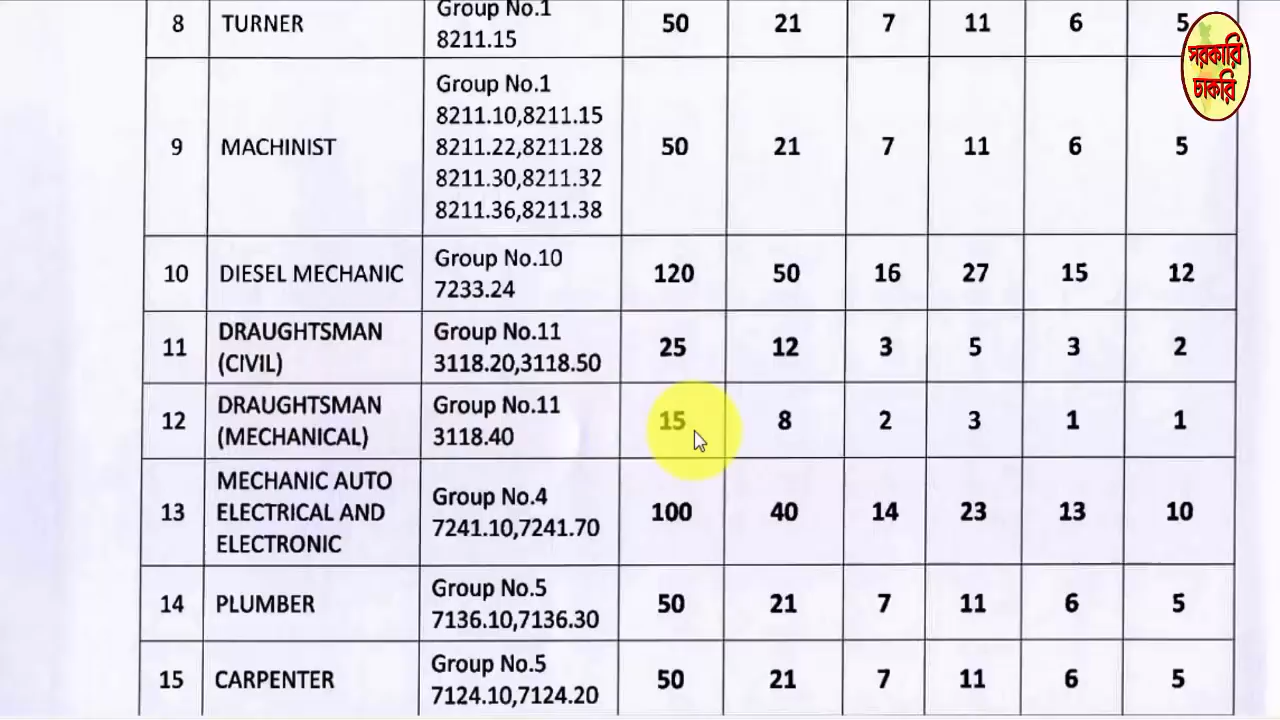 8 TURNER Group No.1 50 21 7 11 6 5
8211.15
সরকারি
চাকরি
Group No.1
8211.10,8211.15
9 MACHINIST 8211.22,8211.28 50 21 7 11 6 5
8211.30,8211.32
8211.36,8211.38
10 DIESEL MECHANIC Group No.10 120 50 16 27 15 12
7233.24
11 DRAUGHTSMAN Group No.11 25 12 3 5 3 2
(CIVIL) 3118.20,3118.50
12 DRAUGHTSMAN Group No.11 15 8 2 3 1 1
(MECHANICAL) 3118.40
MECHANIC AUTO Group No.4
13 ELECTRICAL AND 7241.10,7241.70 100 40 14 23 13 10
ELECTRONIC
14 PLUMBER Group No.5 50 21 7 11 6 5
7136.10,7136.30
15 CARPENTER Group No.5 50 21 7 11 6 5
7124.10,7124.20